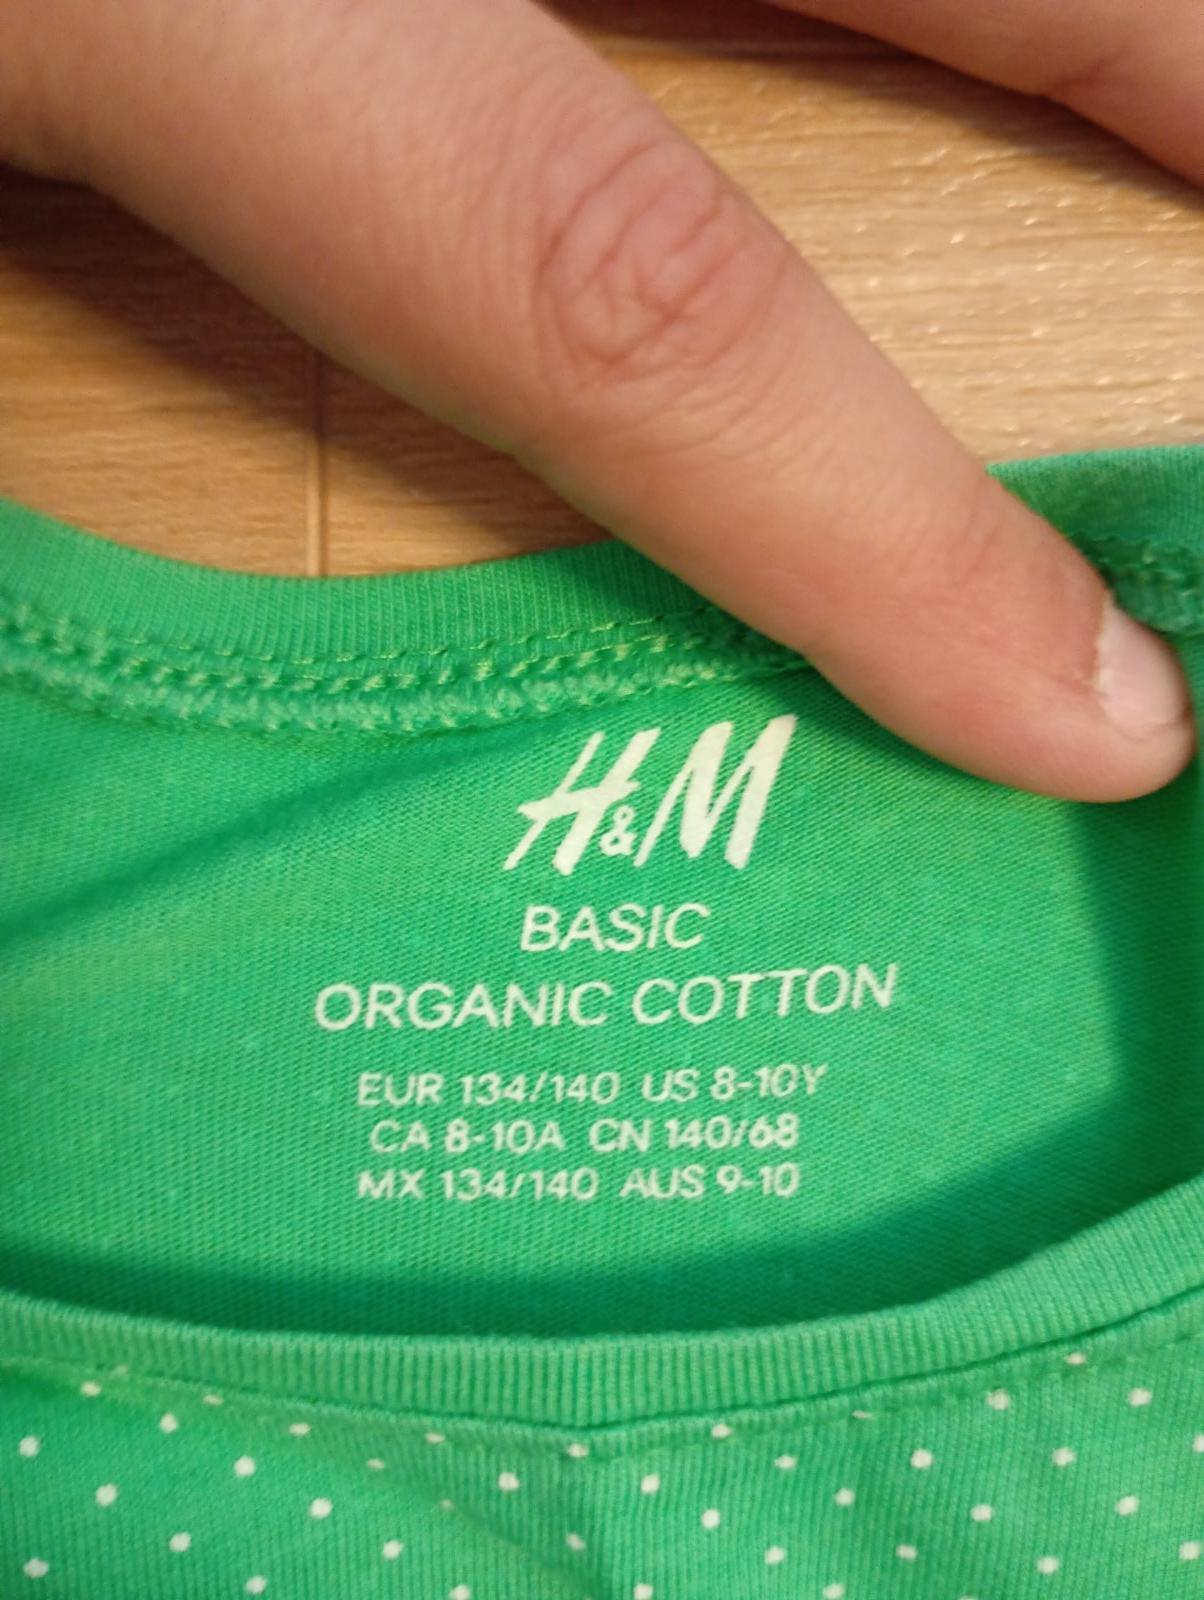 H&M
BASIC
ORGANIC COTTON
EUR 134/140 US 8-10Y
CA 8-10A CN 140/68
MX 134/140 AUS 9-10